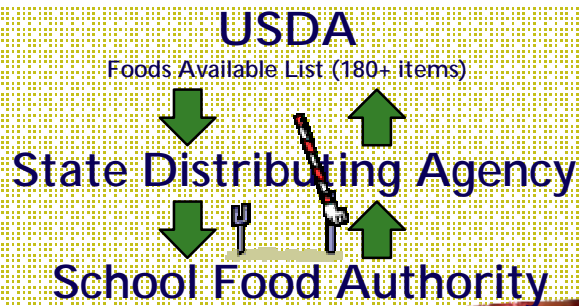 USDA
Foods Available List (180+ items)
State Distributing Agency
School Food Authority